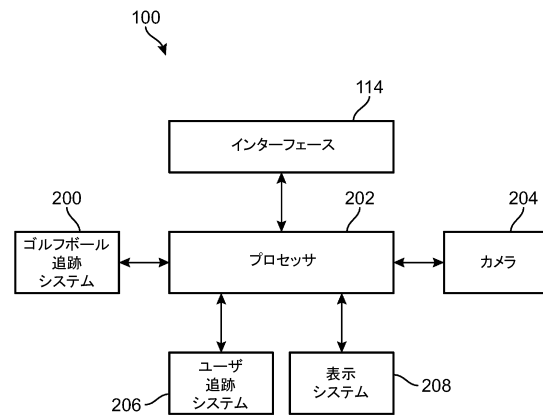 100
114
インターフェース
200
202
204
ゴルフボール
追跡
システム
プロセッサ
カメラ
ユーザ
追跡
システム
表示
システム
206
208